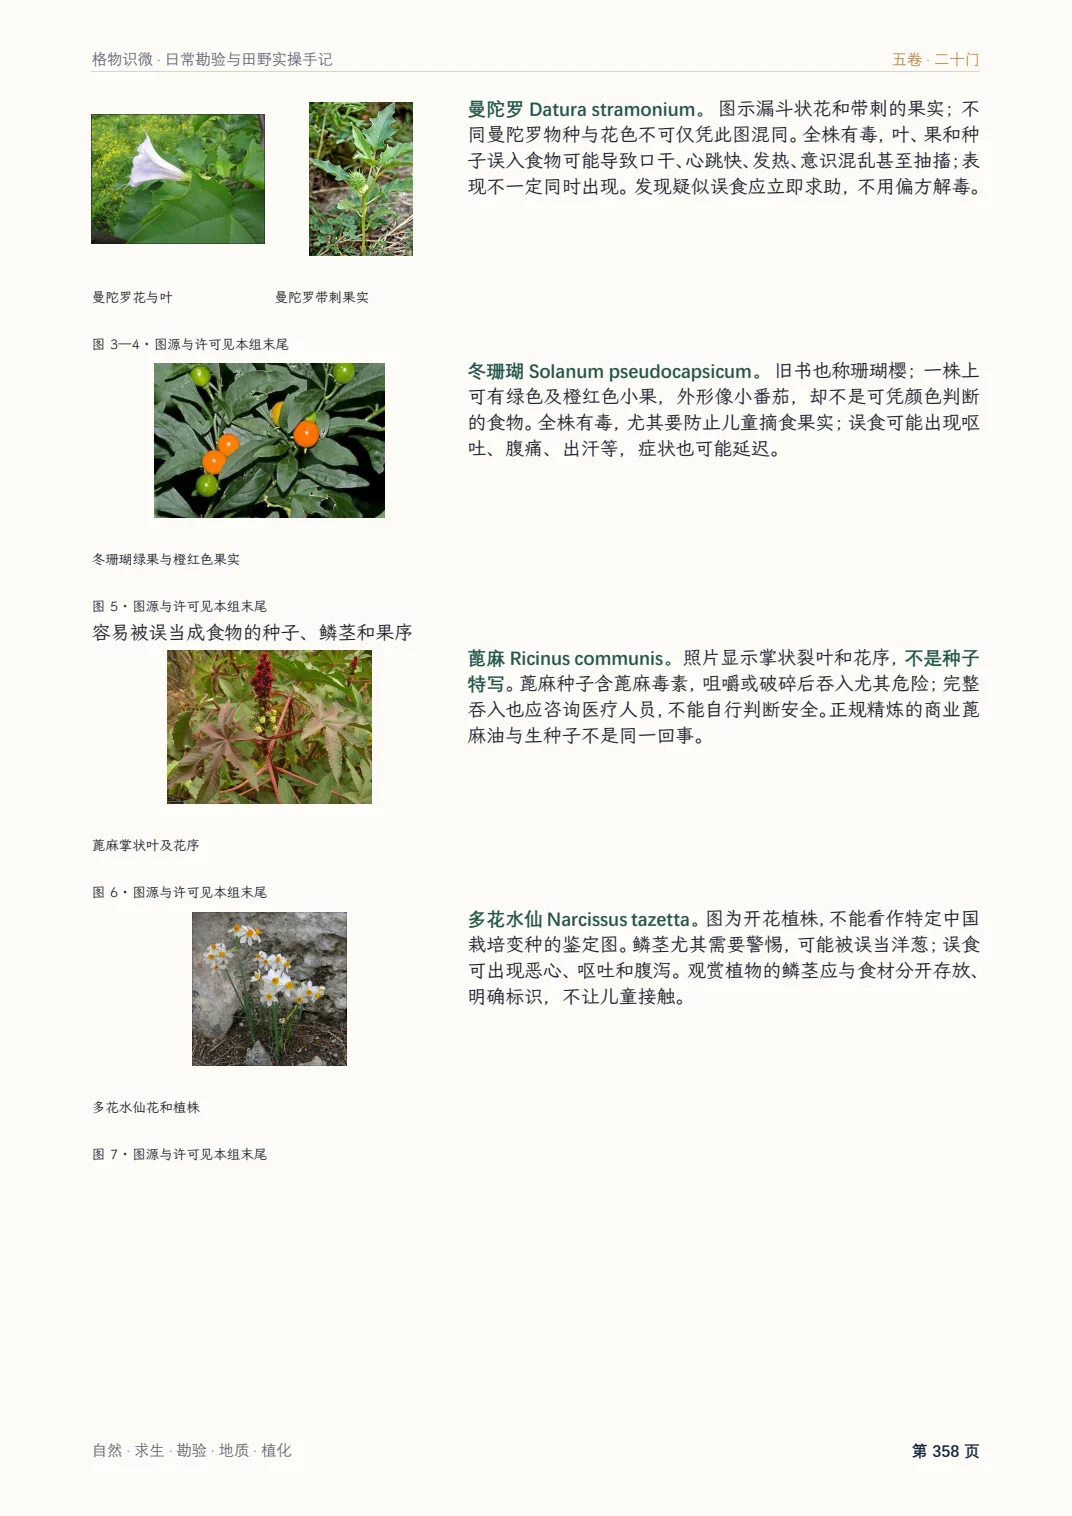 格物识微 · 日常勘验与田野实操手记
五卷 · 二十门
曼陀罗 Datura stramonium。 图示漏斗状花和带刺的果实；不
同曼陀罗物种与花色不可仅凭此图混同。全株有毒，叶、果和种
子误入食物可能导致口干、心跳快、发热、意识混乱甚至抽搐；表
现不一定同时出现。发现疑似误食应立即求助，不用偏方解毒。
曼陀罗花与叶
曼陀罗带刺果实
图 3—4 · 图源与许可见本组末尾
冬珊瑚 Solanum pseudocapsicum。 旧书也称珊瑚樱；一株上
可有绿色及橙红色小果，外形像小番茄，却不是可凭颜色判断
的食物。全株有毒，尤其要防止儿童摘食果实；误食可能出现呕
吐、腹痛、出汗等，症状也可能延迟。
冬珊瑚绿果与橙红色果实
图 5 · 图源与许可见本组末尾
容易被误当成食物的种子、鳞茎和果序
蓖麻 Ricinus communis。照片显示掌状裂叶和花序，不是种子
特写。蓖麻种子含蓖麻毒素，咀嚼或破碎后吞入尤其危险；完整
吞入也应咨询医疗人员，不能自行判断安全。正规精炼的商业蓖
麻油与生种子不是同一回事。
蓖麻掌状叶及花序
图 6 · 图源与许可见本组末尾
多花水仙 Narcissus tazetta。图为开花植株，不能看作特定中国
栽培变种的鉴定图。鳞茎尤其需要警惕，可能被误当洋葱；误食
可出现恶心、呕吐和腹泻。观赏植物的鳞茎应与食材分开存放、
明确标识，不让儿童接触。
多花水仙花和植株
图 7 · 图源与许可见本组末尾
自然 · 求生 · 勘验 · 地质 · 植化
第 358 页